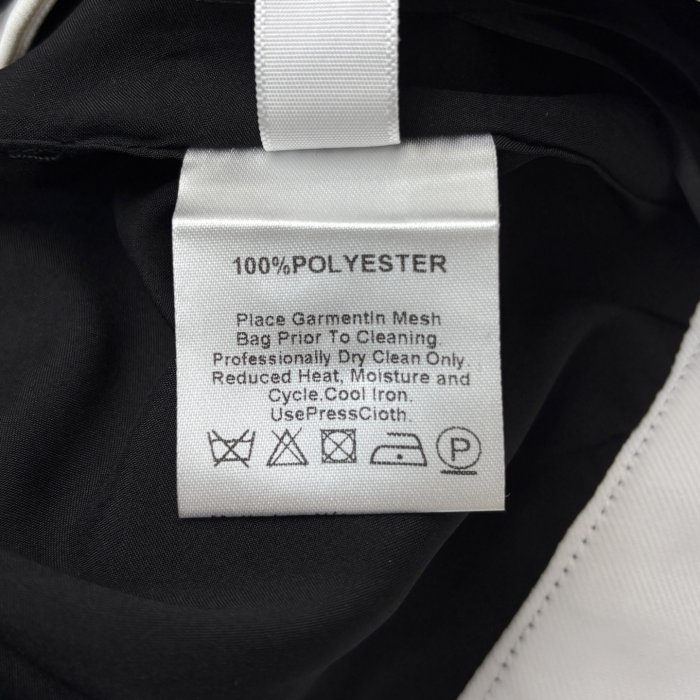 100%POLYESTER
Place Garmentin Mesh
Bag Prior To Cleaning
Professionally Dry Clean Only.
Reduced Heat, Moisture and
Cycle.Cool Iron.
UsePressCloth.
P